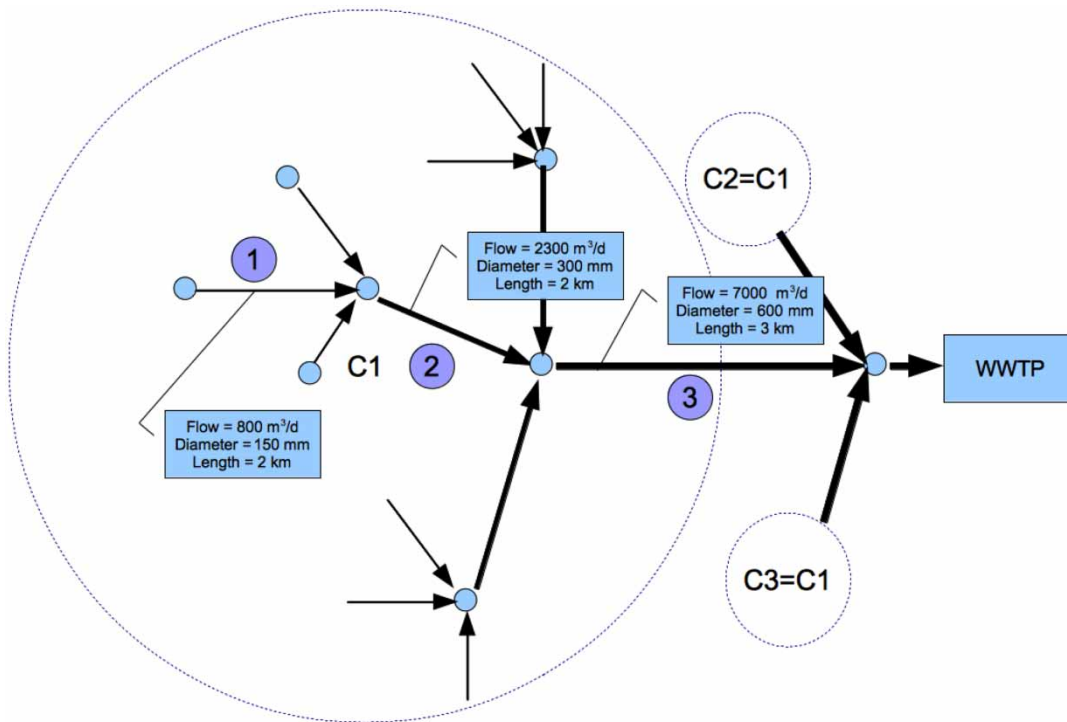 C2=C1
Flow = 2300 m³/d
Diameter = 300 mm
Length = 2 km
1
Flow = 7000 m³/d
Diameter = 600 mm
Length = 3 km
C1
2
3
WWTP
Flow = 800 m³/d
Diameter = 150 mm
Length = 2 km
C3=C1